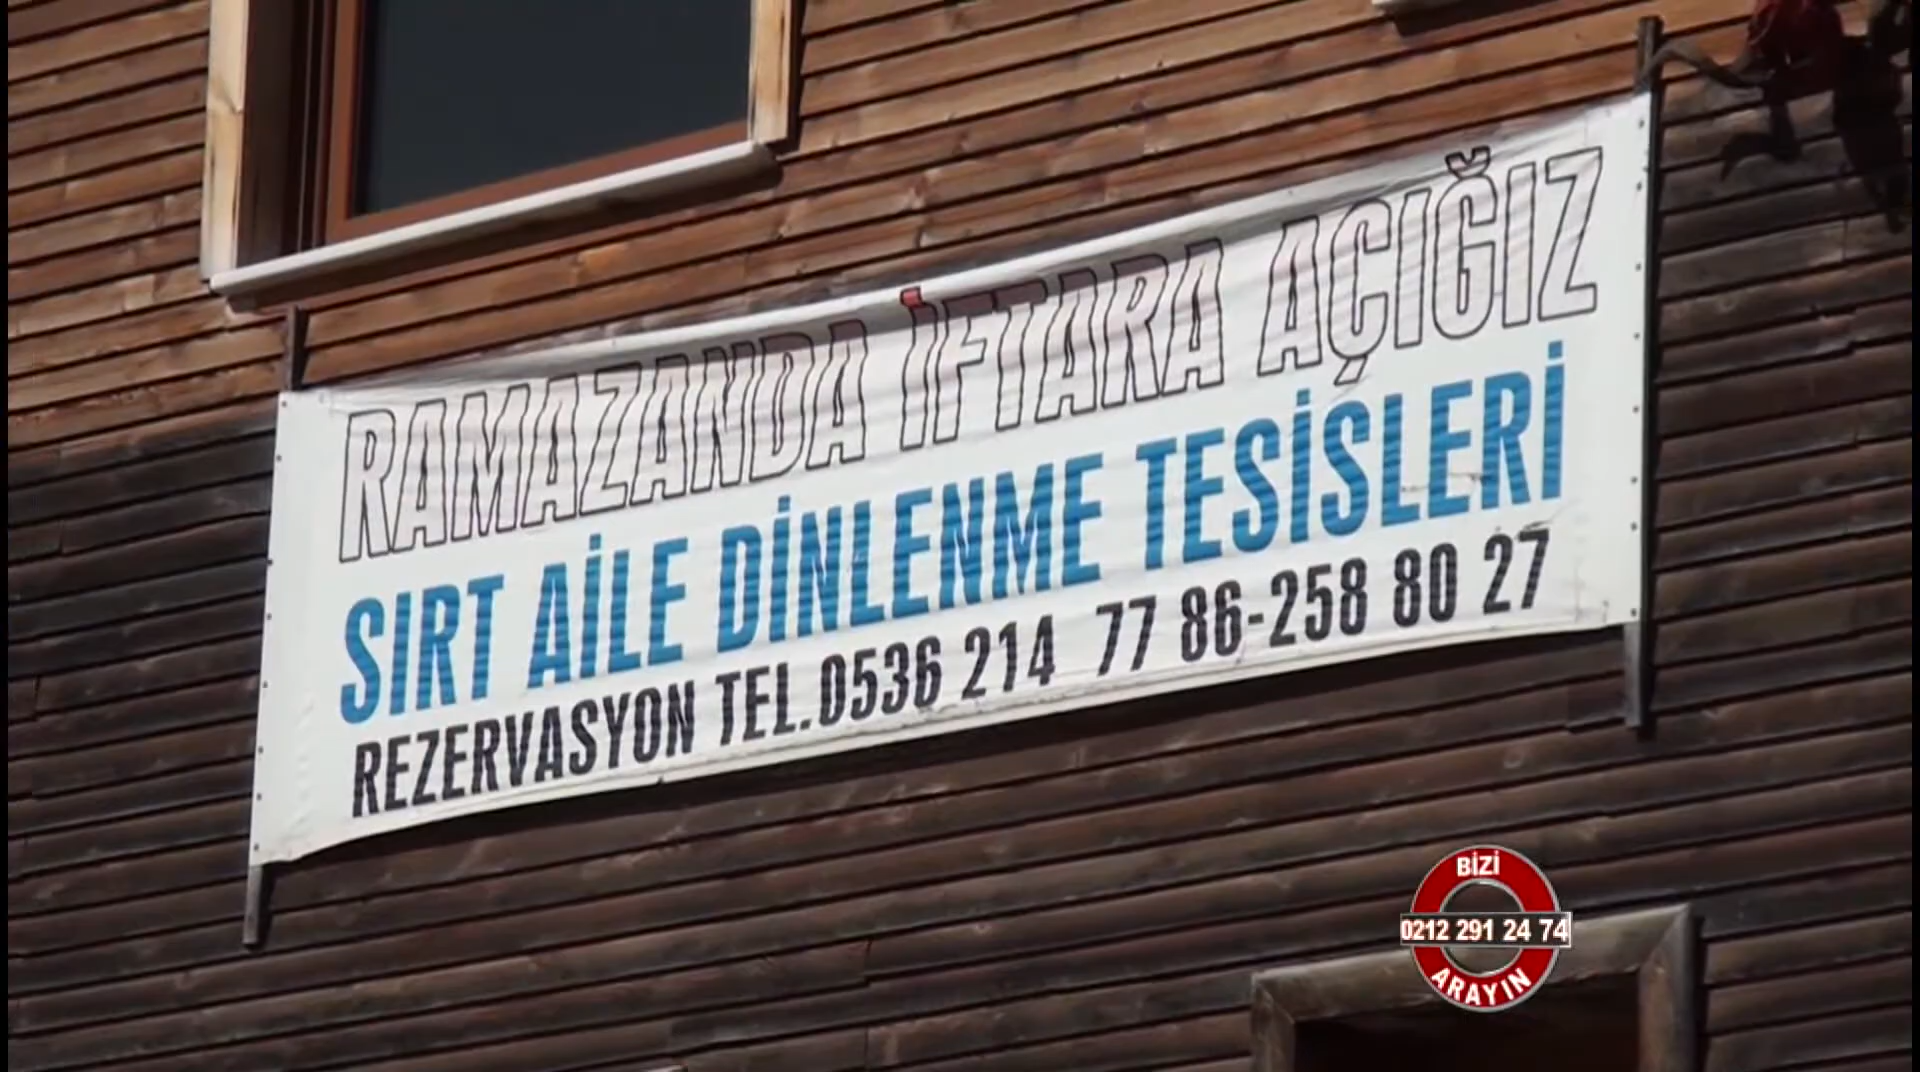 RAMAZANDA İFTARA AÇIĞIZ
SIRT AİLE DİNLENME TESİSLERİ
REZERVASYON TEL.0536 214 77 86-258 80 27
BİZİ
0212 291 24 74
ARAYIN